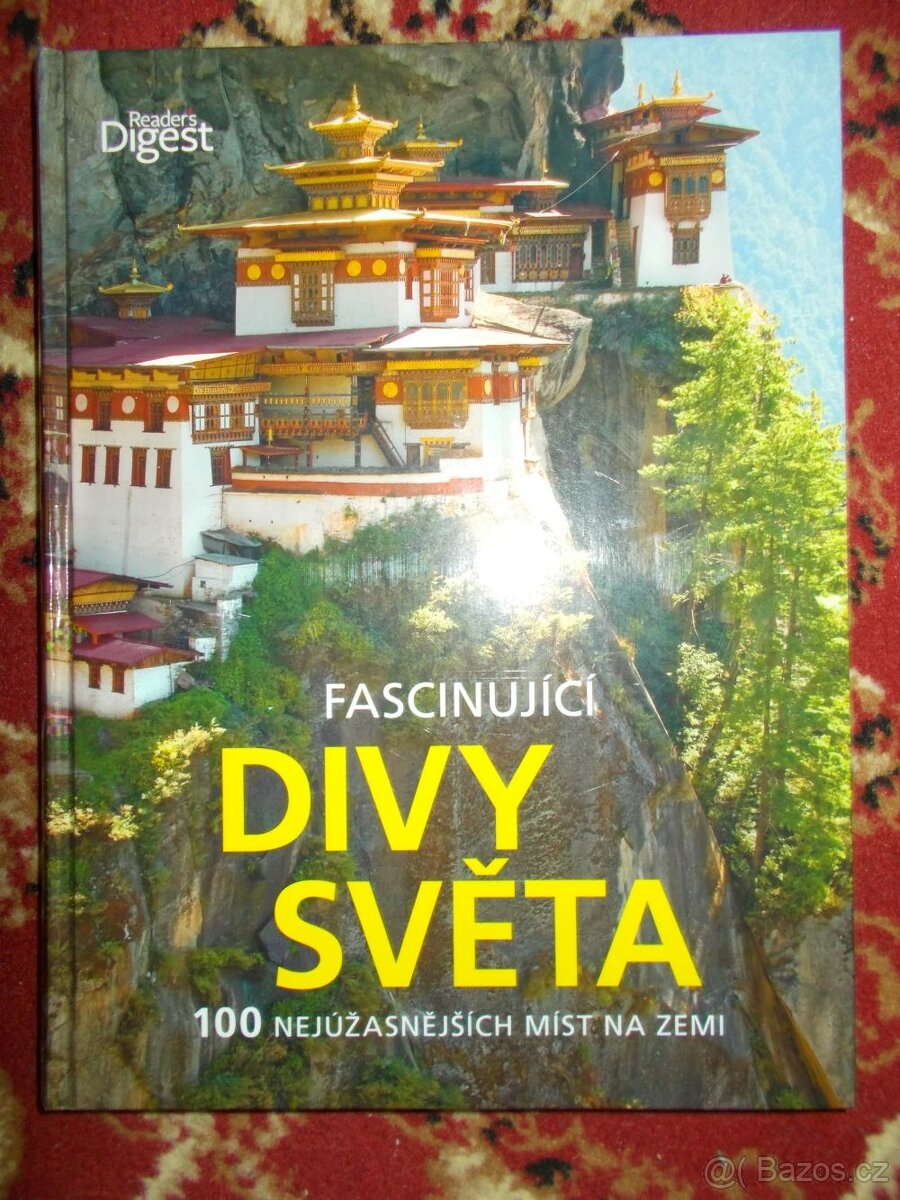 Reader's
Digest
FASCINUJÍCÍ
DIVY
SVĚTA
100 NEJÚŽASNĚJŠÍCH MÍST NA ZEMI
@( Bazos.cz